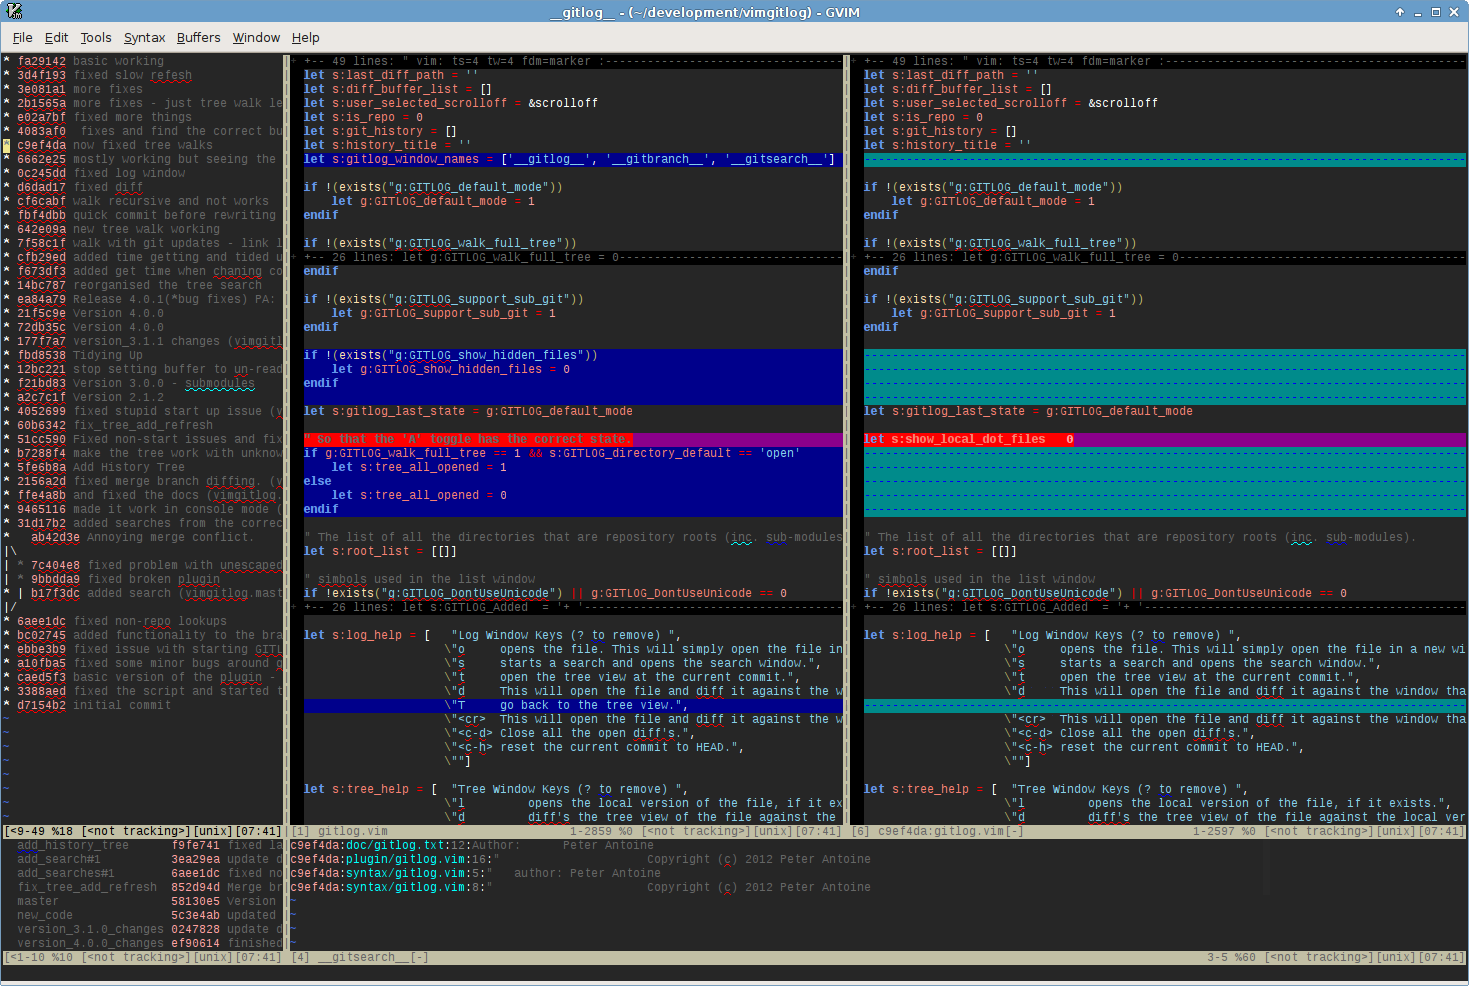 __gitlog__ - (~/development/vimgitlog) - GVIM
File Edit Tools Syntax Buffers Window Help
* fa29142 basic working
* 3d4f193 fixed slow refesh
* 3e081a1 more fixes
* 2b1565a more fixes - just tree walk le
* e02a7bf fixed more things
* 4083af0  fixes and find the correct bu
* c9ef4da now fixed tree walks
* 6662e25 mostly working but seeing the
* 0c245dd fixed log window
* d6dad17 fixed diff
* cf6cabf walk recursive and not works
* fbf4dbb quick commit before rewriting
* 642e09a new tree walk working
* 7f58c1f walk with git updates - link l
* cfb29ed added time getting and tided u
* f673df3 added get time when chaning co
* 14bc787 reorganised the tree search
* ea84a79 Release 4.0.1(*bug fixes) PA:
* 21f5c9e Version 4.0.0
* 72db35c Version 4.0.0
* 177f7a7 version_3.1.1 changes (vimgitl
* fbd8538 Tidying Up
* 12bc221 stop setting buffer to un-read
* f21bd83 Version 3.0.0 - submodules
* a2c7c1f Version 2.1.2
* 4052699 fixed stupid start up issue (v
* 60b6342 fix_tree_add_refresh
* 51cc590 Fixed non-start issues and fix
* b7288f4 make the tree work with unknow
* 5fe6b8a Add History Tree
* 2156a2d fixed merge branch diffing. (v
* ffe4a8b and fixed the docs (vimgitlog.
* 9465116 made it work in console mode (
* 31d17b2 added searches from the correc
*   ab42d3e Annoying merge conflict.
|\
| * 7c404e8 fixed problem with unescaped
| * 9bbdda9 fixed broken plugin
* | b17f3dc added search (vimgitlog.mast
|/
* 6aee1dc fixed non-repo lookups
* bc02745 added functionality to the bra
* ebbe3b9 fixed issue with starting GITL
* a10fba5 fixed some minor bugs around g
* caed5f3 basic version of the plugin -
* 3388aed fixed the script and started t
* d7154b2 initial commit
~
~
~
~
~
~
~
~
[<9-49 %18 [<not tracking>][unix][07:41]
+ +-- 49 lines: " vim: ts=4 tw=4 fdm=marker :----------------------------------
let s:last_diff_path = ''
let s:diff_buffer_list = []
let s:user_selected_scrolloff = &scrolloff
let s:is_repo = 0
let s:git_history = []
let s:history_title = ''
let s:gitlog_window_names = ['__gitlog__', '__gitbranch__', '__gitsearch__']
if !(exists("g:GITLOG_default_mode"))
    let g:GITLOG_default_mode = 1
endif
if !(exists("g:GITLOG_walk_full_tree"))
+ +-- 26 lines: let g:GITLOG_walk_full_tree = 0--------------------------------
endif
if !(exists("g:GITLOG_support_sub_git"))
    let g:GITLOG_support_sub_git = 1
endif
if !(exists("g:GITLOG_show_hidden_files"))
    let g:GITLOG_show_hidden_files = 0
endif
let s:gitlog_last_state = g:GITLOG_default_mode
" So that the 'A' toggle has the correct state.
if g:GITLOG_walk_full_tree == 1 && s:GITLOG_directory_default == 'open'
    let s:tree_all_opened = 1
else
    let s:tree_all_opened = 0
endif
" The list of all the directories that are repository roots (inc. sub-modules
let s:root_list = [[]]
" simbols used in the list window
if !exists("g:GITLOG_DontUseUnicode") || g:GITLOG_DontUseUnicode == 0
+ +-- 26 lines: let s:GITLOG_Added  = '+ '-------------------------------------
let s:log_help = [   "Log Window Keys (? to remove) ",
\"o     opens the file. This will simply open the file in
\"s     starts a search and opens the search window.",
\"t     open the tree view at the current commit.",
\"d     This will open the file and diff it against the w
\"T     go back to the tree view.",
\"<cr>  This will open the file and diff it against the w
\"<c-d> Close all the open diff's.",
\"<c-h> reset the current commit to HEAD.",
\""]
let s:tree_help = [  "Tree Window Keys (? to remove) ",
\"l         opens the local version of the file, if it ex
\"d         diff's the tree view of the file against the
[1] gitlog.vim 1-2859 %0 [<not tracking>][unix][07:41]
+ +-- 49 lines: " vim: ts=4 tw=4 fdm=marker :----------------------------------
let s:last_diff_path = ''
let s:diff_buffer_list = []
let s:user_selected_scrolloff = &scrolloff
let s:is_repo = 0
let s:git_history = []
let s:history_title = ''
if !(exists("g:GITLOG_default_mode"))
    let g:GITLOG_default_mode = 1
endif
if !(exists("g:GITLOG_walk_full_tree"))
+ +-- 26 lines: let g:GITLOG_walk_full_tree = 0--------------------------------
endif
if !(exists("g:GITLOG_support_sub_git"))
    let g:GITLOG_support_sub_git = 1
endif
let s:gitlog_last_state = g:GITLOG_default_mode
let s:show_local_dot_files   0
" The list of all the directories that are repository roots (inc. sub-modules).
let s:root_list = [[]]
" simbols used in the list window
if !exists("g:GITLOG_DontUseUnicode") || g:GITLOG_DontUseUnicode == 0
+ +-- 26 lines: let s:GITLOG_Added  = '+ '-------------------------------------
let s:log_help = [   "Log Window Keys (? to remove) ",
\"o     opens the file. This will simply open the file in a new wi
\"s     starts a search and opens the search window.",
\"t     open the tree view at the current commit.",
\"d     This will open the file and diff it against the window tha
\"<cr>  This will open the file and diff it against the window tha
\"<c-d> Close all the open diff's.",
\"<c-h> reset the current commit to HEAD.",
\""]
let s:tree_help = [  "Tree Window Keys (? to remove) ",
\"l         opens the local version of the file, if it exists.",
\"d         diff's the tree view of the file against the local ver
[6] c9ef4da:gitlog.vim[-] 1-2597 %0 [<not tracking>][unix][07:41]
add_history_tree      f9fe741 fixed la
add_search#1          3ea29ea update d
add_searches#1        6aee1dc fixed no
fix_tree_add_refresh  852d94d Merge br
master                58130e5 Version
new_code              5c3e4ab updated
version_3.1.0_changes 0247828 update d
version_4.0.0_changes ef90614 finished
[<1-10 %10 [<not tracking>][unix][07:41]
c9ef4da:doc/gitlog.txt:12:Author:      Peter Antoine
c9ef4da:plugin/gitlog.vim:16:"                     Copyright (c) 2012 Peter Antoine
c9ef4da:syntax/gitlog.vim:5:"   author: Peter Antoine
c9ef4da:syntax/gitlog.vim:8:"                      Copyright (c) 2012 Peter Antoine
~
~
~
~
[4] __gitsearch__[-] 3-5 %60 [<not tracking>][unix][07:41]